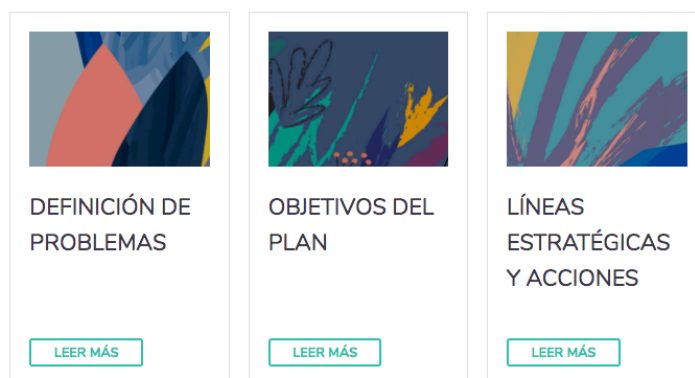 DEFINICIÓN DE
PROBLEMAS
LEER MÁS
OBJETIVOS DEL
PLAN
LEER MÁS
LÍNEAS
ESTRATÉGICAS
Y ACCIONES
LEER MÁS